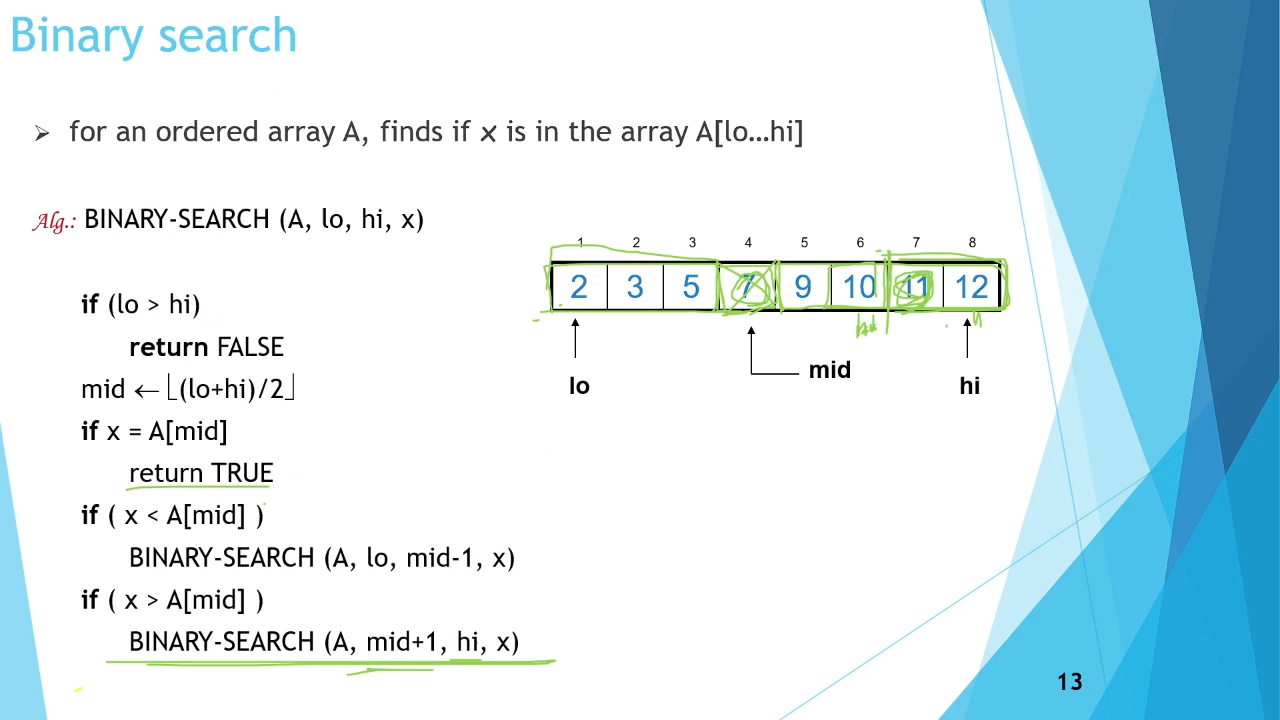 Binary search
➢ for an ordered array A, finds if x is in the array A[lo…hi]
Alg.: BINARY-SEARCH (A, lo, hi, x)
if (lo > hi)
return FALSE
mid ← ⌊(lo+hi)/2⌋
if x = A[mid]
return TRUE
if ( x < A[mid] )
BINARY-SEARCH (A, lo, mid-1, x)
if ( x > A[mid] )
BINARY-SEARCH (A, mid+1, hi, x)
1 2 3 4 5 6 7 8
2 3 5 7 9 10 11 12
lo mid hi
13